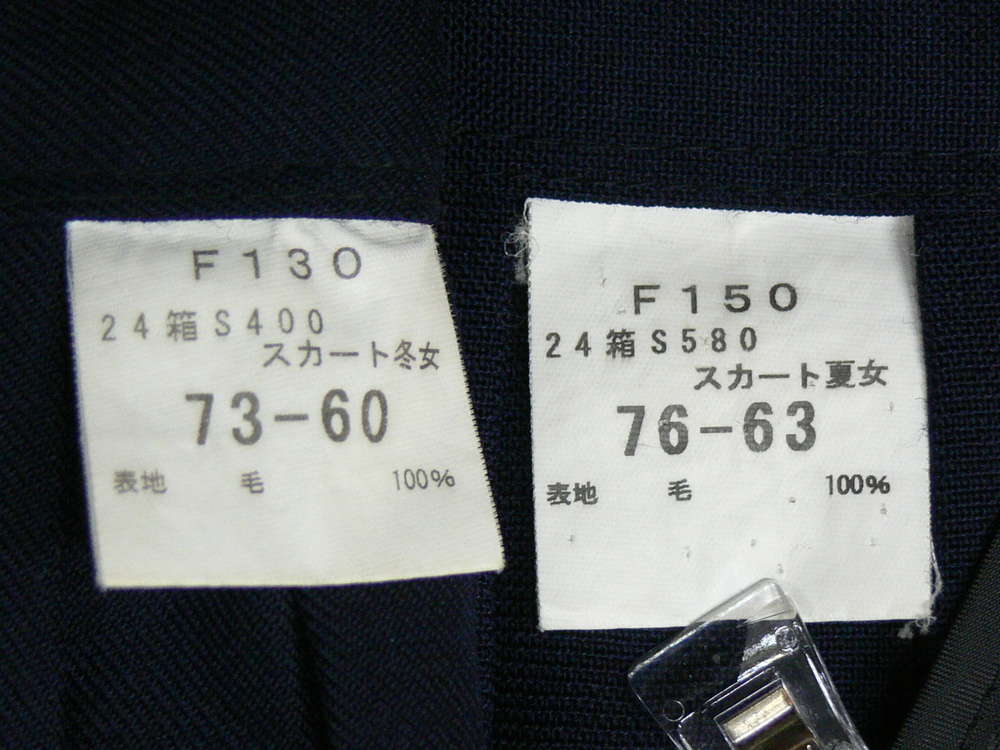 F130
24箱S400
スカート冬女
73-60
表地 毛 100%
F150
24箱S580
スカート夏女
76-63
表地 毛 100%